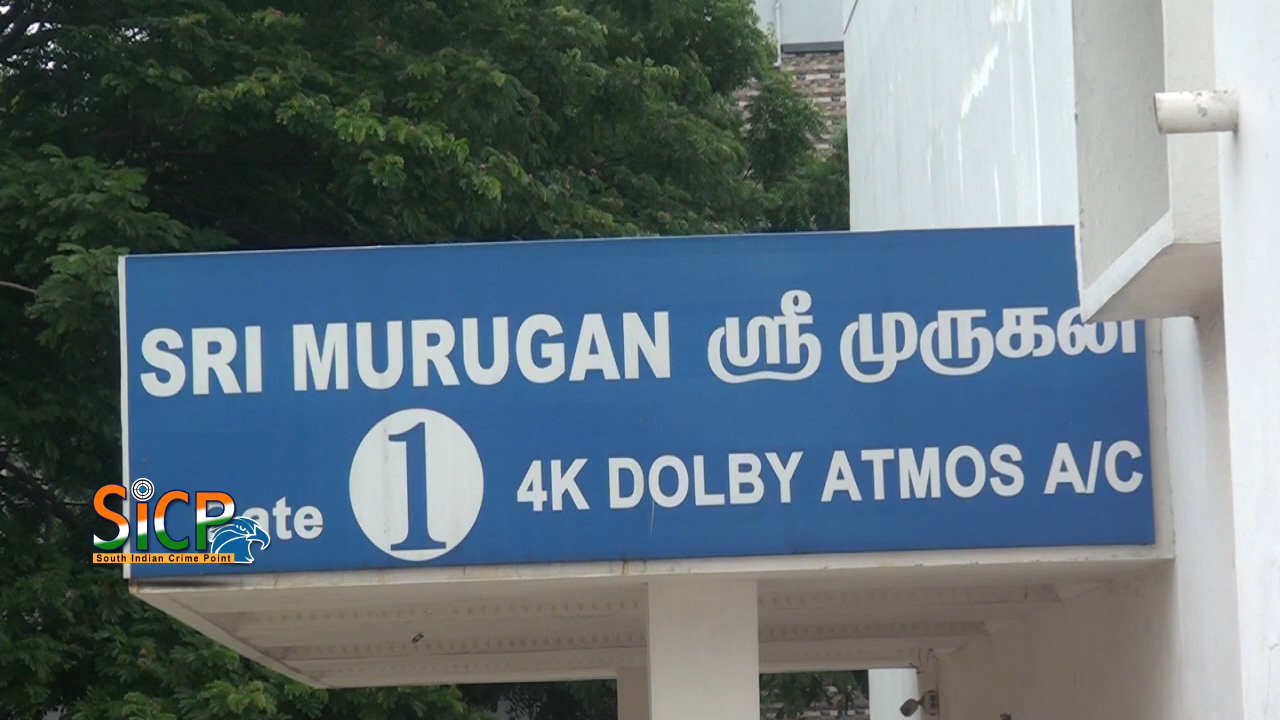 SRI MURUGAN ஸ்ரீ முருகன்
1 4K DOLBY ATMOS A/C
SiCP
South Indian Crime Point